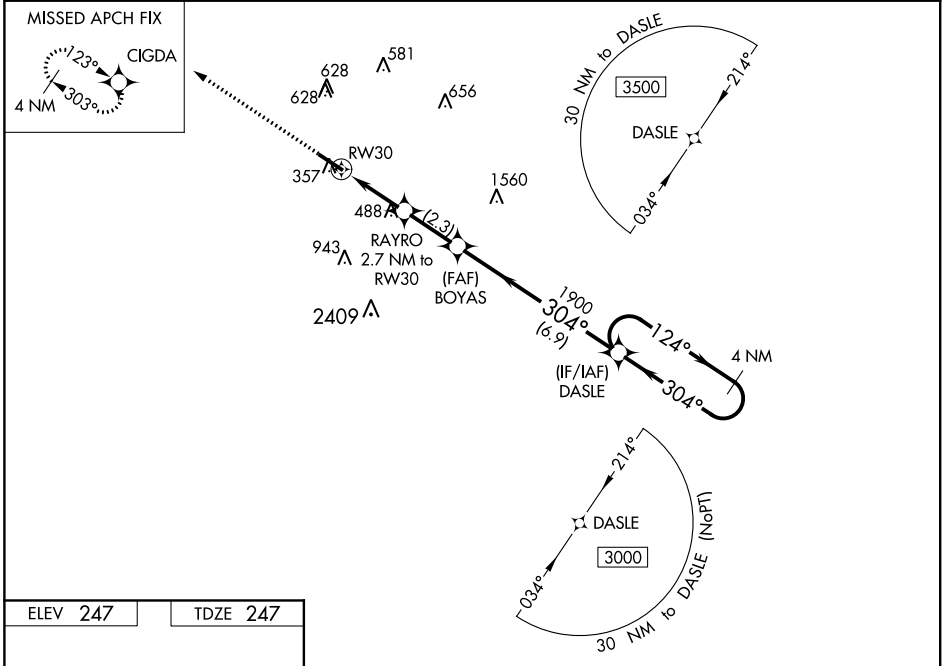 MISSED APCH FIX
CIGDA
123°
303°
4 NM
628
628
581
656
1560
357
RW30
488
943
2409
RAYRO
2.7 NM to
RW30
(2.3)
(FAF)
BOYAS
1900
304°
(6.9)
(IF/IAF)
DASLE
124°
304°
4 NM
30 NM to DASLE
3500
214°
DASLE
034°
214°
DASLE
3000
034°
30 NM to DASLE (NoPT)
ELEV 247
TDZE 247